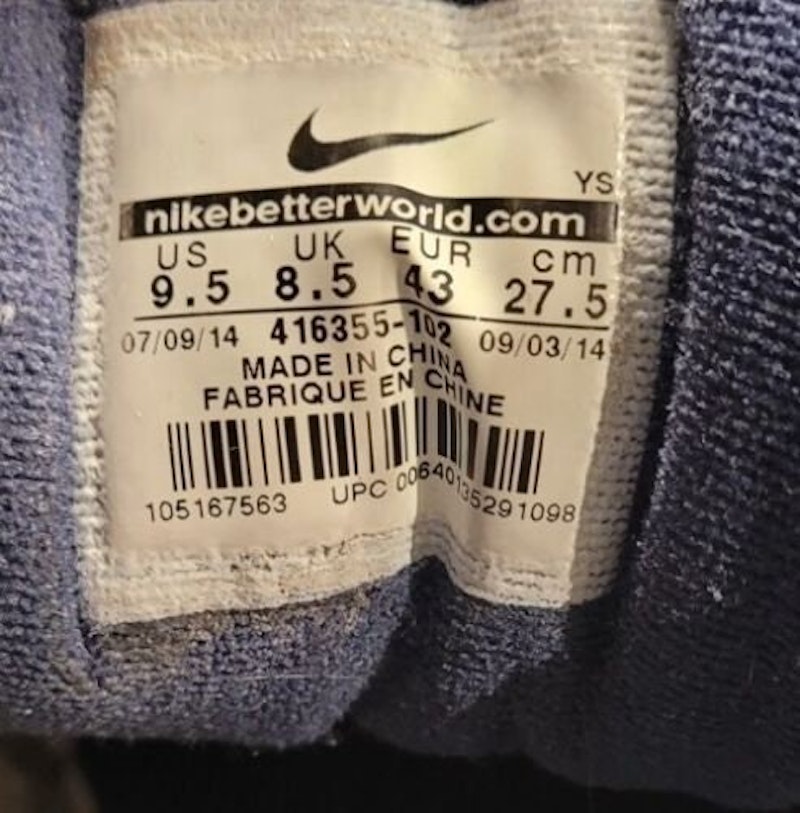 YS
nikebetterworld.com
US UK EUR cm
9.5 8.5 43 27.5
07/09/14 416355-102 09/03/14
MADE IN CHINA
FABRIQUE EN CHINE
105167563 UPC 00640135291098